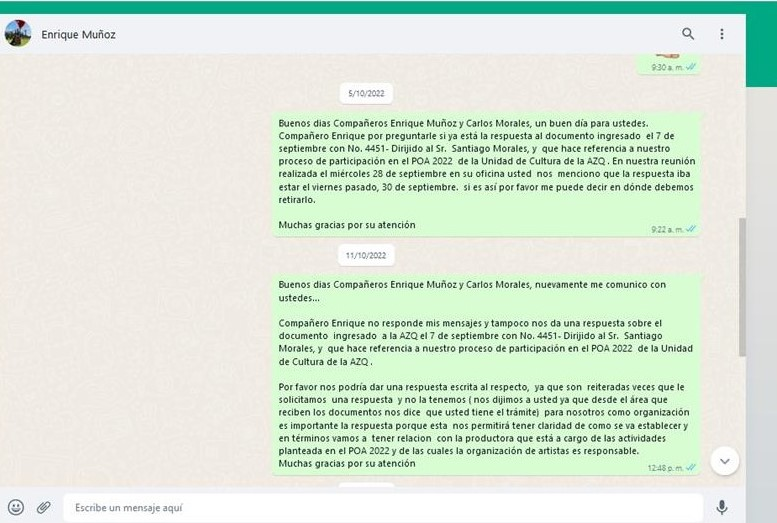 Enrique Muñoz
9:30 a. m.
5/10/2022
Buenos dias Compañeros Enrique Muñoz y Carlos Morales, un buen día para ustedes.
Compañero Enrique por preguntarle si ya está la respuesta al documento ingresado el 7 de
septiembre con No. 4451- Dirijido al Sr. Santiago Morales, y que hace referencia a nuestro
proceso de participación en el POA 2022 de la Unidad de Cultura de la AZQ . En nuestra reunión
realizada el miércoles 28 de septiembre en su oficina usted nos menciono que la respuesta iba
estar el viernes pasado, 30 de septiembre. si es así por favor me puede decir en dónde debemos
retirarlo.
Muchas gracias por su atención
9:22 a. m.
11/10/2022
Buenos dias Compañeros Enrique Muñoz y Carlos Morales, nuevamente me comunico con
ustedes...
Compañero Enrique no responde mis mensajes y tampoco nos da una respuesta sobre el
documento ingresado a la AZQ el 7 de septiembre con No. 4451- Dirijido al Sr. Santiago
Morales, y que hace referencia a nuestro proceso de participación en el POA 2022 de la Unidad
de Cultura de la AZQ .
Por favor nos podría dar una respuesta escrita al respecto, ya que son reiteradas veces que le
solicitamos una respuesta y no la tenemos ( nos dijimos a usted ya que desde el área que
reciben los documentos nos dice que usted tiene el trámite) para nosotros como organización
es importante la respuesta porque esta nos permitirá tener claridad de como se va establecer y
en términos vamos a tener relacion con la productora que está a cargo de las actividades
planteada en el POA 2022 y de las cuales la organización de artistas es responsable.
Muchas gracias por su atención
12:48 p. m.
Escribe un mensaje aquí